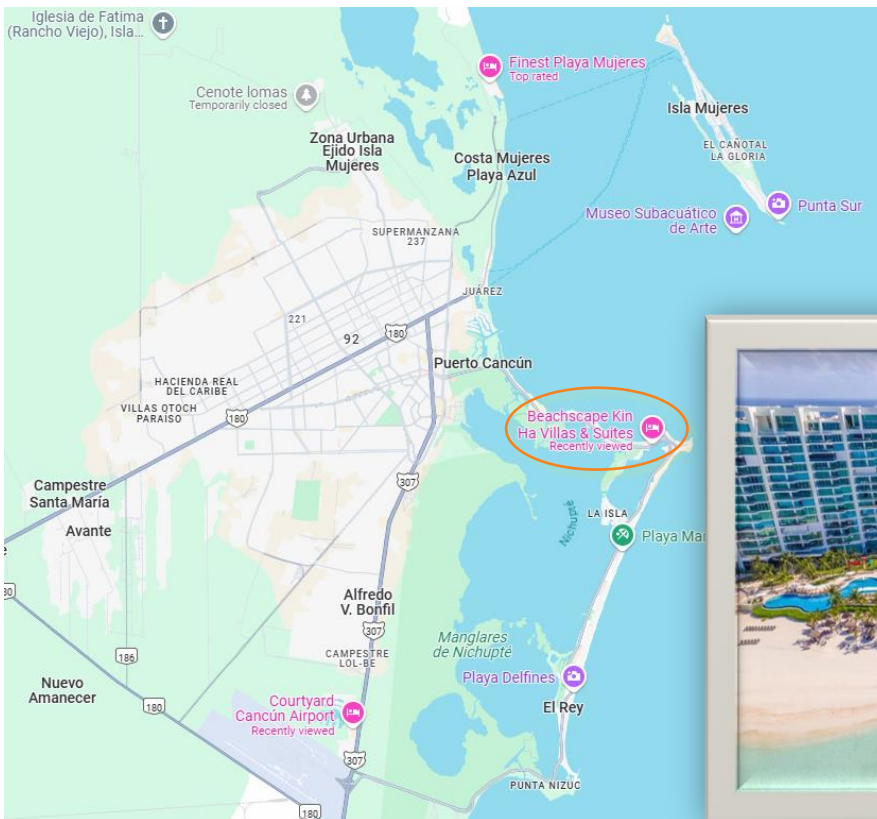 Iglesia de Fatima
(Rancho Viejo), Isla...
Finest Playa Mujeres
Top rated
Cenote lomas
Temporarily closed
Isla Mujeres
Zona Urbana
Ejido Isla
Mujeres
EL CAÑOTAL
LA GLORIA
Costa Mujeres
Playa Azul
Museo Subacuático
de Arte
Punta Sur
SUPERMANZANA
237
JUÁREZ
221
92
180
Puerto Cancún
HACIENDA REAL
DEL CARIBE
VILLAS OTOCH
PARAISO
180
Beachscape Kin
Ha Villas & Suites
Recently viewed
307
Campestre
Santa María
Avante
Nichupté
LA ISLA
Playa Mar
80
Alfredo
V. Bonfil
307
CAMPESTRE
LOL-BE
Manglares
de Nichupté
186
Playa Delfines
Nuevo
Amanecer
180
Courtyard
Cancún Airport
Recently viewed
El Rey
307
PUNTA NIZUC
180